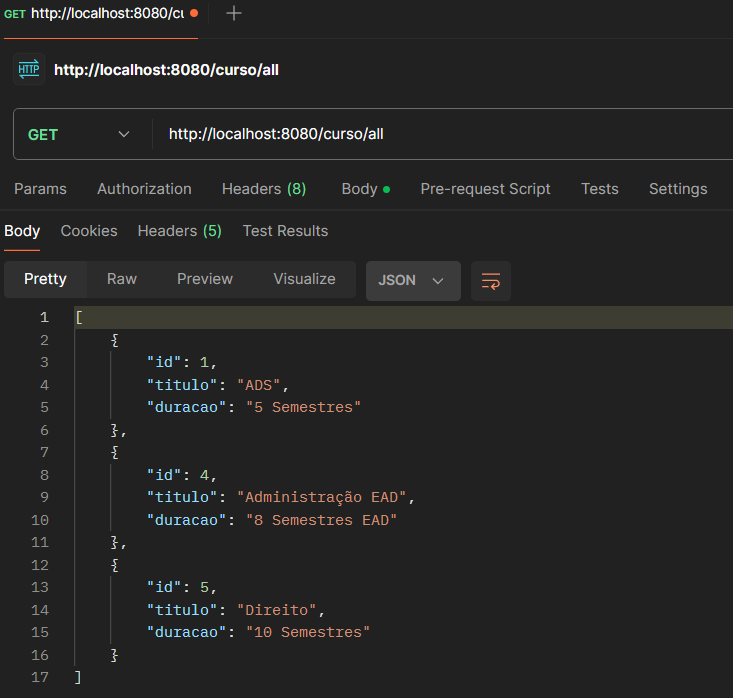 GET http://localhost:8080/cu
HTTP http://localhost:8080/curso/all
GET http://localhost:8080/curso/all
Params Authorization Headers (8) Body Pre-request Script Tests Settings
Body Cookies Headers (5) Test Results
Pretty Raw Preview Visualize JSON
1 [
2 {
3 "id": 1,
4 "titulo": "ADS",
5 "duracao": "5 Semestres"
6 },
7 {
8 "id": 4,
9 "titulo": "Administração EAD",
10 "duracao": "8 Semestres EAD"
11 },
12 {
13 "id": 5,
14 "titulo": "Direito",
15 "duracao": "10 Semestres"
16 }
17 ]